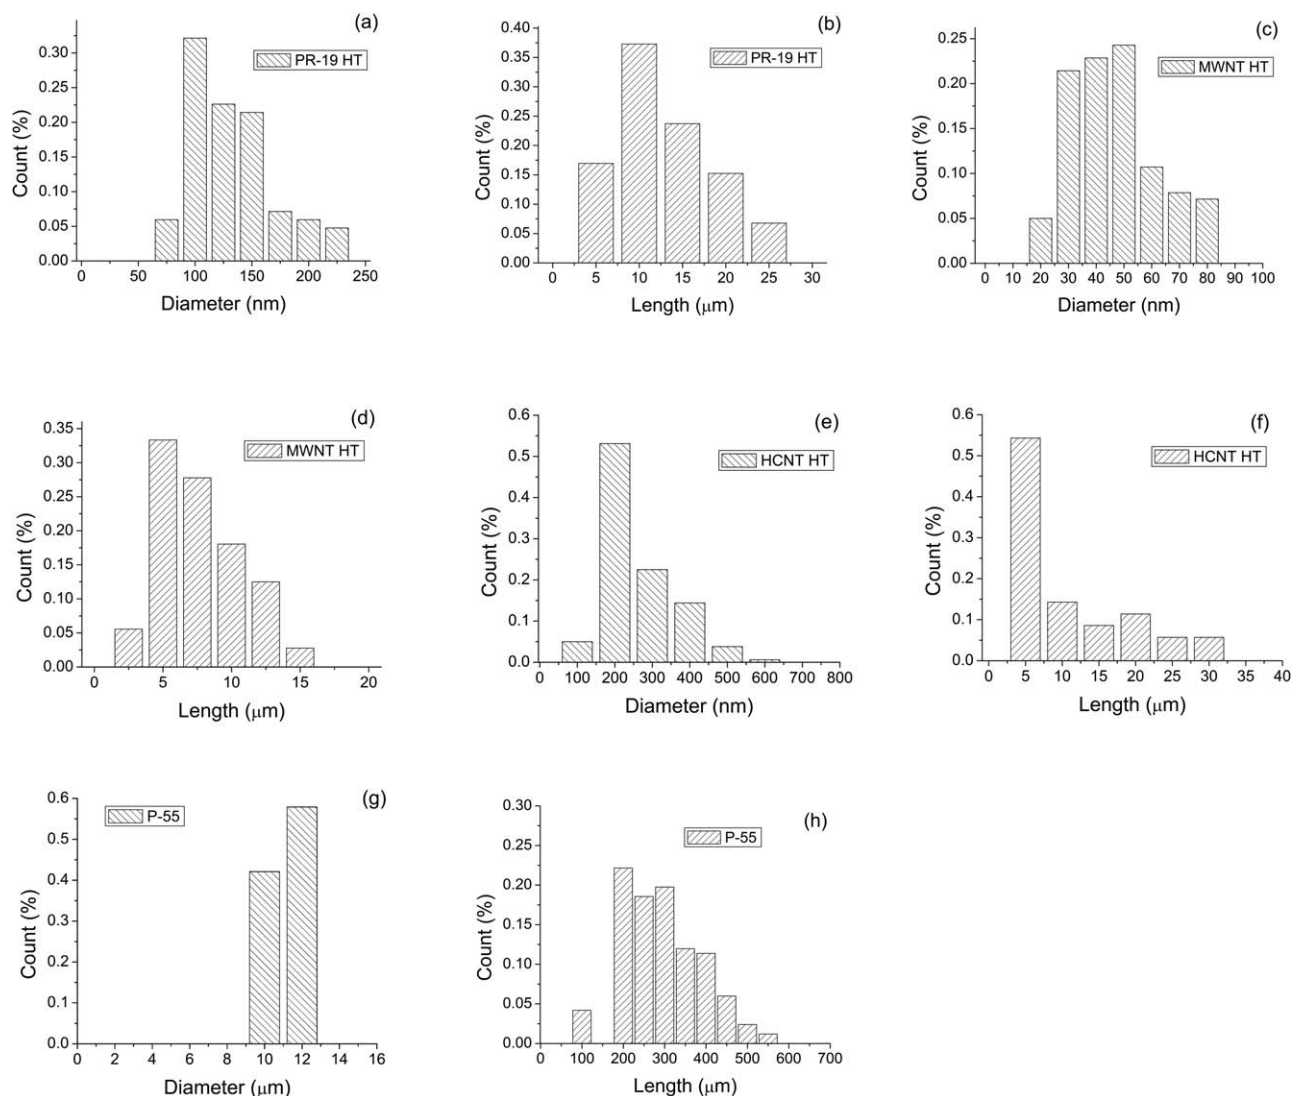 (a)
PR-19 HT
Count (%)
0.30
0.25
0.20
0.15
0.10
0.05
0.00
0 50 100 150 200 250
Diameter (nm)
(b)
PR-19 HT
Count (%)
0.40
0.35
0.30
0.25
0.20
0.15
0.10
0.05
0.00
0 5 10 15 20 25 30
Length (μm)
(c)
MWNT HT
Count (%)
0.25
0.20
0.15
0.10
0.05
0.00
0 10 20 30 40 50 60 70 80 90 100
Diameter (nm)
(d)
MWNT HT
Count (%)
0.35
0.30
0.25
0.20
0.15
0.10
0.05
0.00
0 5 10 15 20
Length (μm)
(e)
HCNT HT
Count (%)
0.6
0.5
0.4
0.3
0.2
0.1
0.0
0 100 200 300 400 500 600 700 800
Diameter (nm)
(f)
HCNT HT
Count (%)
0.6
0.5
0.4
0.3
0.2
0.1
0.0
0 5 10 15 20 25 30 35 40
Length (μm)
(g)
P-55
Count (%)
0.6
0.5
0.4
0.3
0.2
0.1
0.0
0 2 4 6 8 10 12 14 16
Diameter (μm)
(h)
P-55
Count (%)
0.30
0.25
0.20
0.15
0.10
0.05
0.00
0 100 200 300 400 500 600 700
Length (μm)